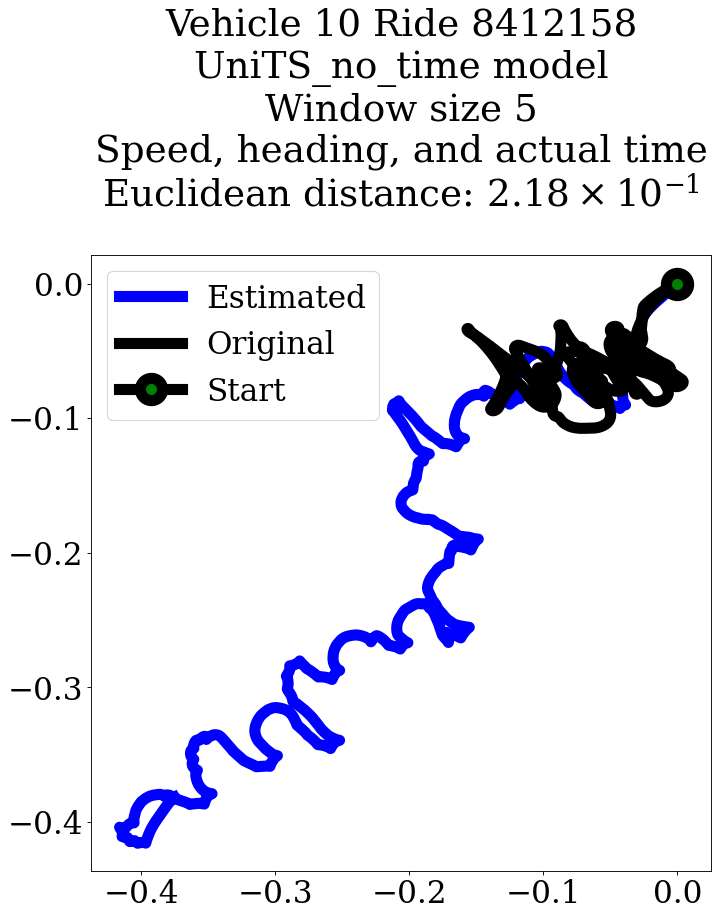 Vehicle 10 Ride 8412158
UniTS_no_time model
Window size 5
Speed, heading, and actual time
Euclidean distance: 2.18 × 10⁻¹
Estimated
Original
Start
0.0
−0.1
−0.2
−0.3
−0.4
−0.4 −0.3 −0.2 −0.1 0.0